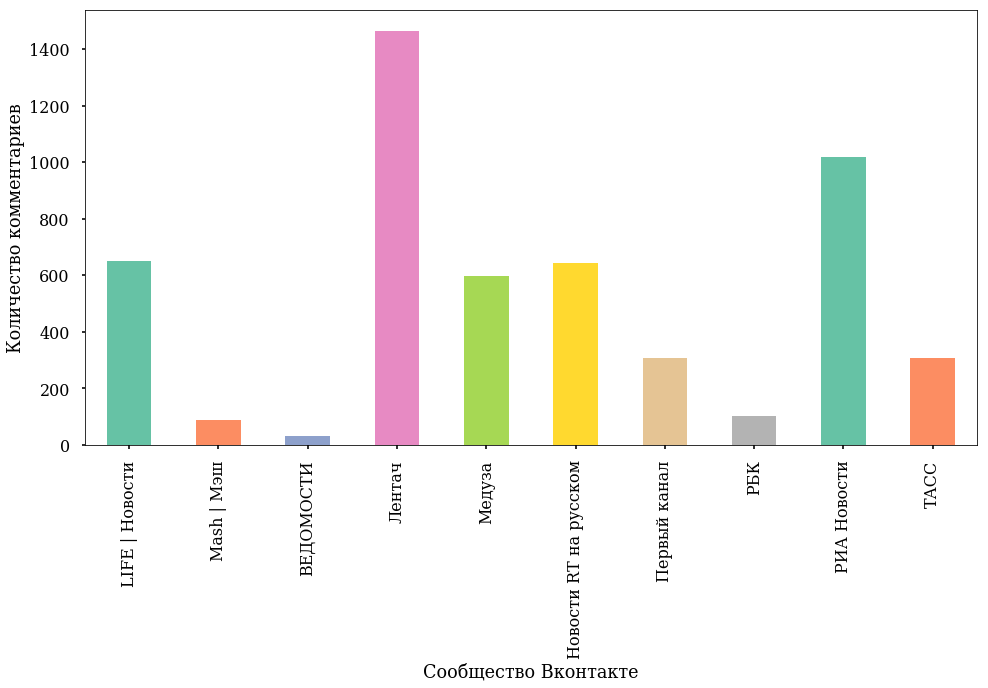 Количество комментариев
1400
1200
1000
800
600
400
200
0
LIFE | Новости
Mash | Мэш
ВЕДОМОСТИ
Лентач
Медуза
Новости RT на русском
Первый канал
РБК
РИА Новости
ТАСС
Сообщество Вконтакте